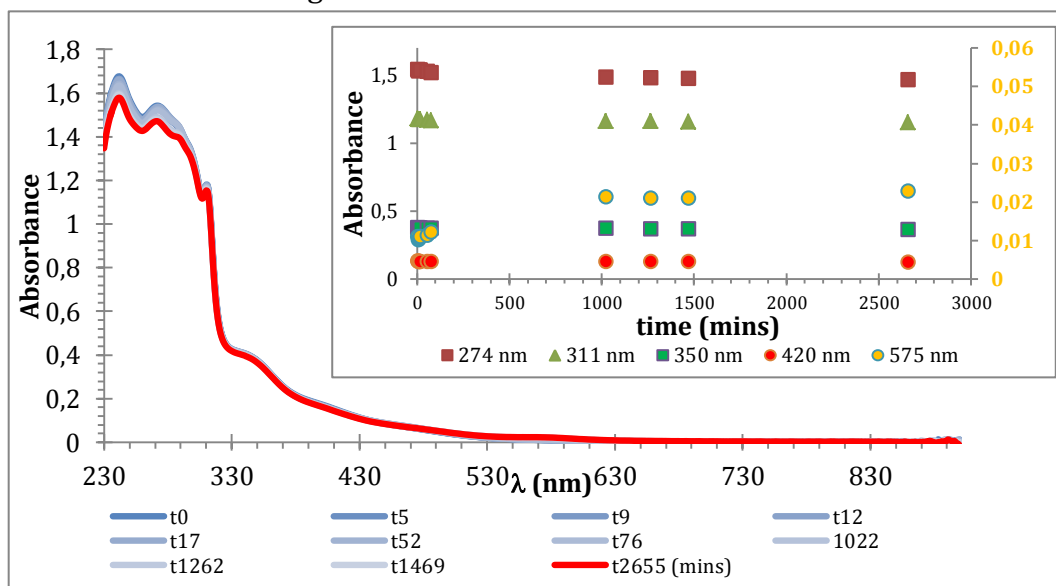 1,8
1,6
1,4
1,2
1
0,8
0,6
0,4
0,2
0
Absorbance
230
330
430
530
630
730
830
λ (nm)
1,5
1
0,5
0
Absorbance
0,06
0,05
0,04
0,03
0,02
0,01
0
0
500
1000
1500
2000
2500
3000
time (mins)
274 nm
311 nm
350 nm
420 nm
575 nm
t0
t5
t9
t12
t17
t52
t76
1022
t1262
t1469
t2655 (mins)